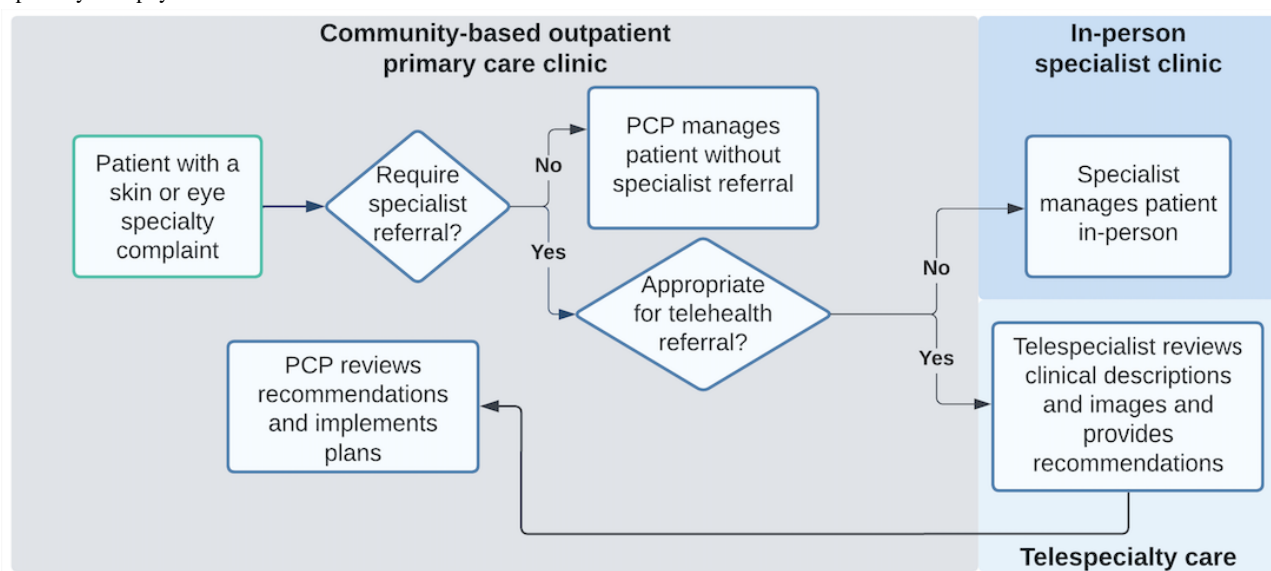 Community-based outpatient
primary care clinic
In-person
specialist clinic
Patient with a
skin or eye
specialty
complaint
Require
specialist
referral?
No
Yes
PCP manages
patient without
specialist referral
Appropriate
for telehealth
referral?
No
Yes
Specialist
manages patient
in-person
Telespecialist reviews
clinical descriptions
and images and
provides
recommendations
PCP reviews
recommendations
and implements
plans
Telespecialty care